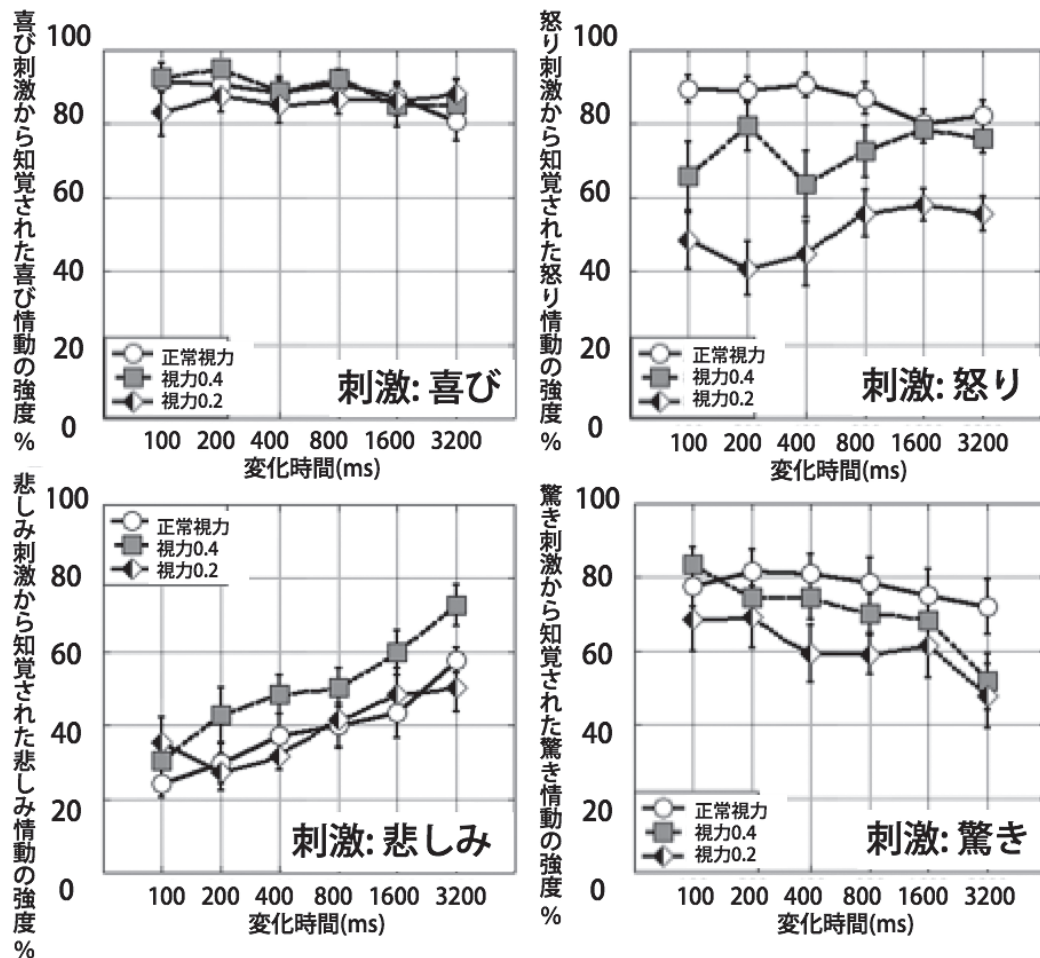 喜び刺激から知覚された喜び情動の強度%
100
80
60
40
20
0
正常視力
視力0.4
視力0.2
刺激: 喜び
100 200 400 800 1600 3200
変化時間(ms)
怒り刺激から知覚された怒り情動の強度%
100
80
60
40
20
0
正常視力
視力0.4
視力0.2
刺激: 怒り
100 200 400 800 1600 3200
変化時間(ms)
悲しみ刺激から知覚された悲しみ情動の強度%
100
80
60
40
20
0
正常視力
視力0.4
視力0.2
刺激: 悲しみ
100 200 400 800 1600 3200
変化時間(ms)
驚き刺激から知覚された驚き情動の強度%
100
80
60
40
20
0
正常視力
視力0.4
視力0.2
刺激: 驚き
100 200 400 800 1600 3200
変化時間(ms)